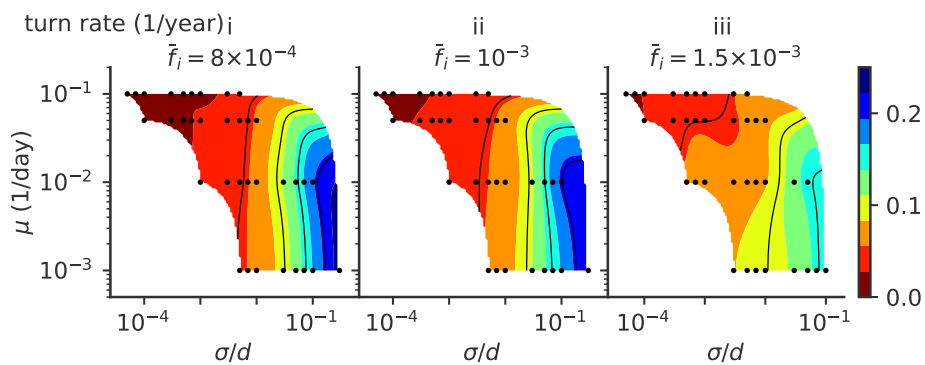 turn rate (1/year) i ii iii
f̄ᵢ = 8×10⁻⁴ f̄ᵢ = 10⁻³ f̄ᵢ = 1.5×10⁻³
10⁻¹
10⁻²
10⁻³
μ (1/day)
0.2
0.1
0.0
10⁻⁴ 10⁻¹ 10⁻⁴ 10⁻¹ 10⁻⁴ 10⁻¹
σ/d σ/d σ/d